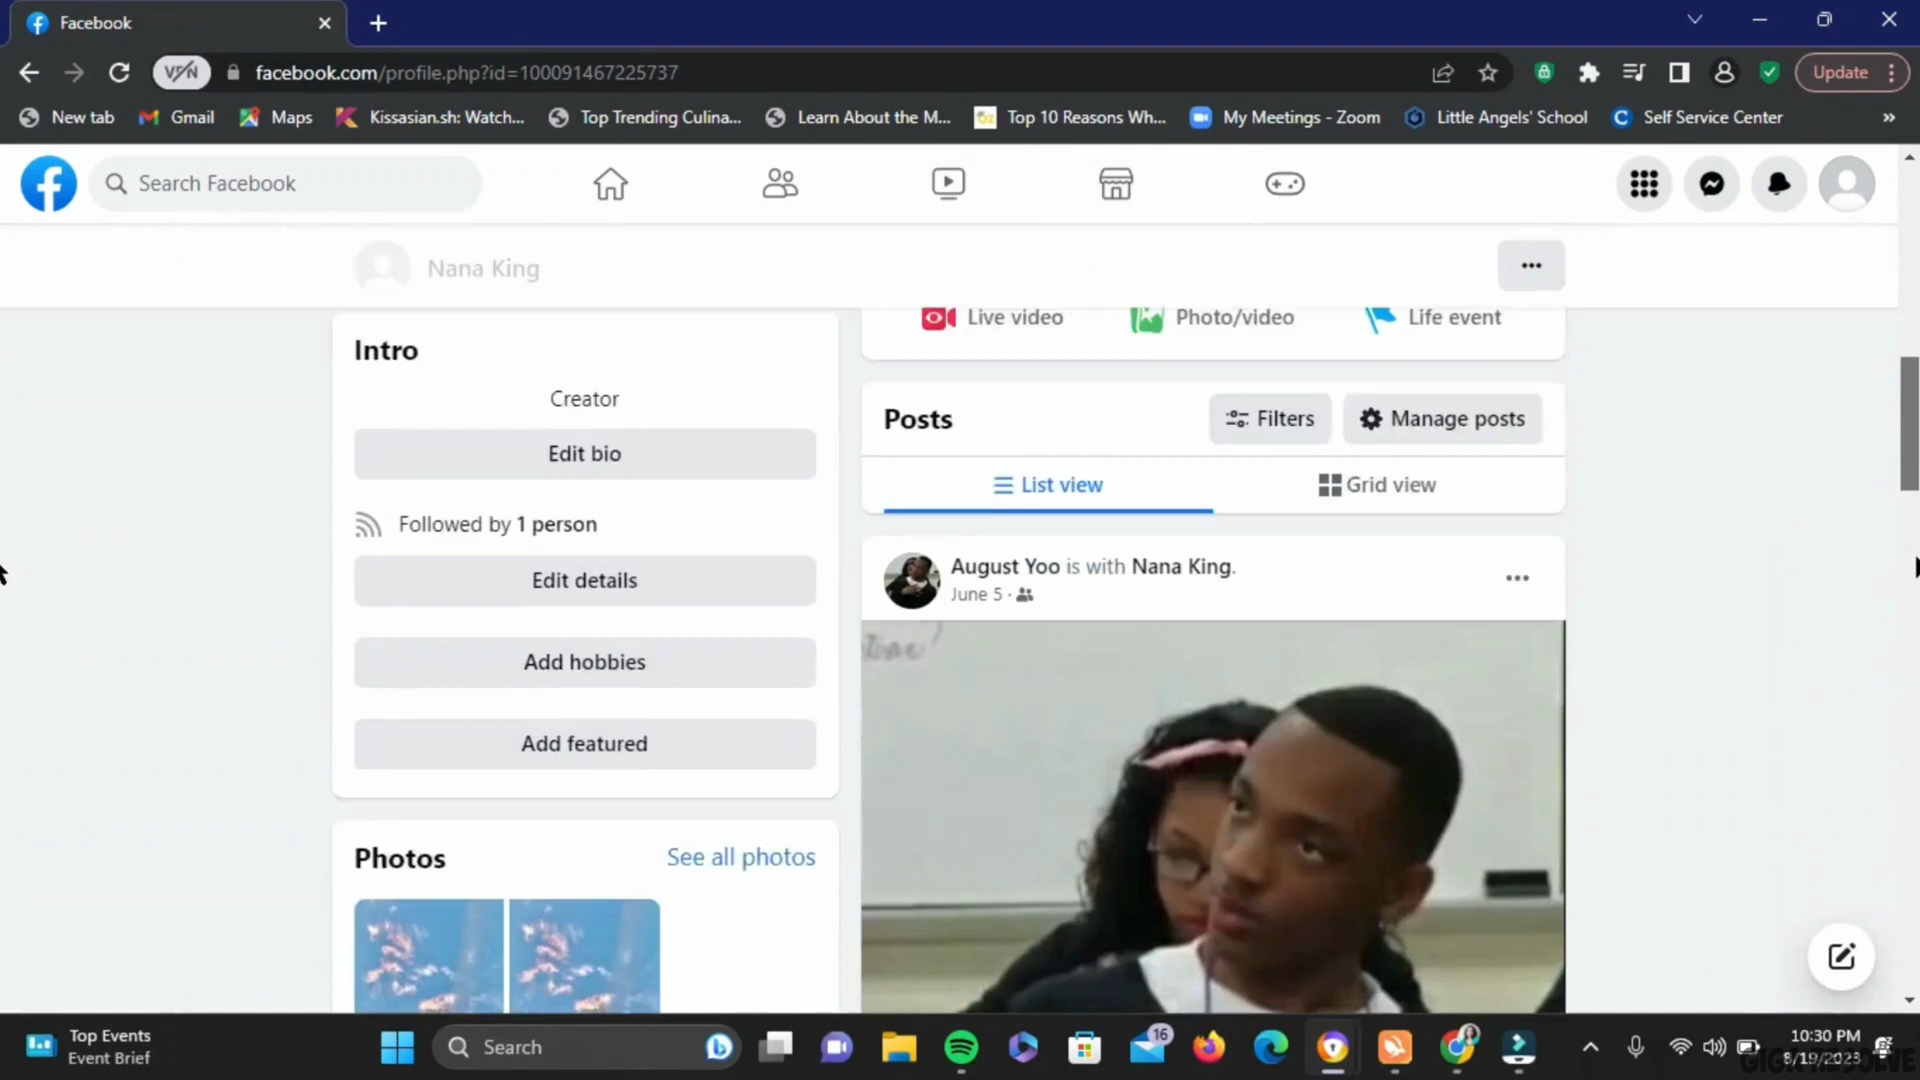 Facebook
VPN
facebook.com/profile.php?id=100091467225737
Update
New tab
Gmail
Maps
Kissasian.sh: Watch...
Top Trending Culina...
Learn About the M...
Oz
Top 10 Reasons Wh...
My Meetings - Zoom
Little Angels' School
C
Self Service Center
»
Search Facebook
Nana King
Live video
Photo/video
Life event
Intro
Creator
Edit bio
Followed by 1 person
Edit details
Add hobbies
Add featured
Photos
See all photos
Posts
Filters
Manage posts
List view
Grid view
August Yoo is with Nana King.
June 5 ·
Top Events
Event Brief
Search
16
10:30 PM
8/19/2023